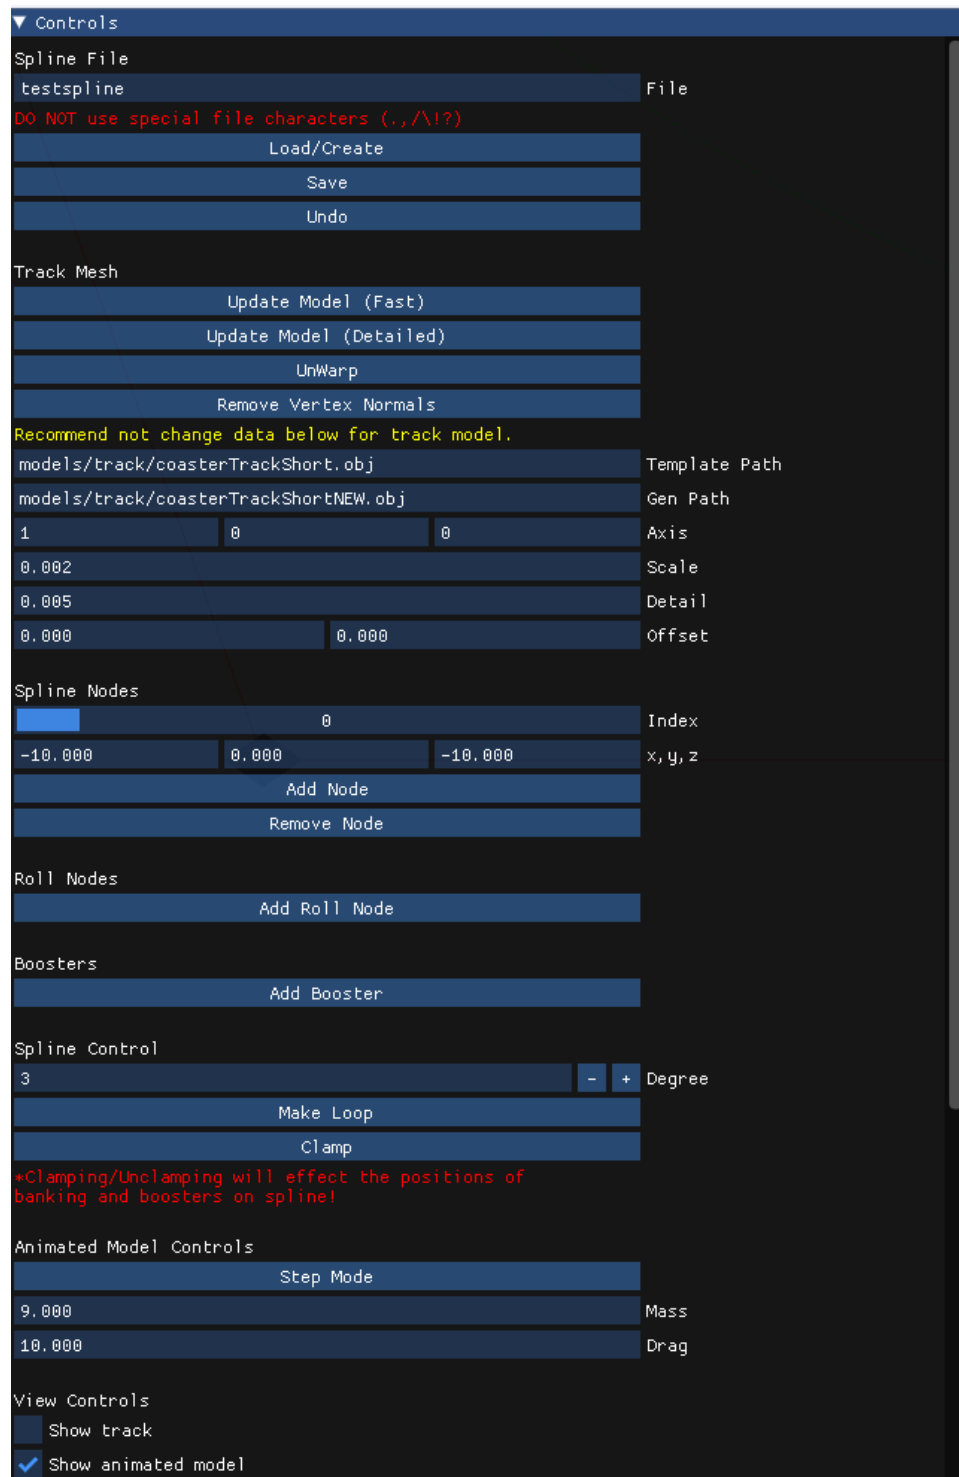 Controls
Spline File
testspline File
DO NOT use special file characters (.,/\!?)
Load/Create
Save
Undo
Track Mesh
Update Model (Fast)
Update Model (Detailed)
UnWarp
Remove Vertex Normals
Recommend not change data below for track model.
models/track/coasterTrackShort.obj Template Path
models/track/coasterTrackShortNEW.obj Gen Path
1 0 0 Axis
0.002 Scale
0.005 Detail
0.000 0.000 Offset
Spline Nodes
0 Index
-10.000 0.000 -10.000 x,y,z
Add Node
Remove Node
Roll Nodes
Add Roll Node
Boosters
Add Booster
Spline Control
3 - + Degree
Make Loop
Clamp
*Clamping/Unclamping will effect the positions of
banking and boosters on spline!
Animated Model Controls
Step Mode
9.000 Mass
10.000 Drag
View Controls
Show track
Show animated model